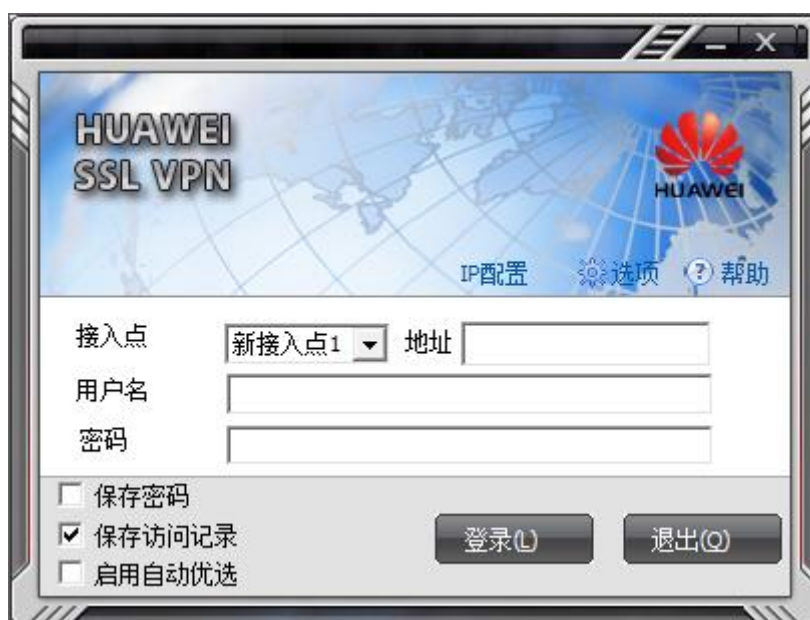 HUAWEI
SSL VPN
HUAWEI
IP配置 选项 ? 帮助
接入点 新接入点1 地址
用户名
密码
保存密码
保存访问记录
启用自动优选
登录(L) 退出(Q)